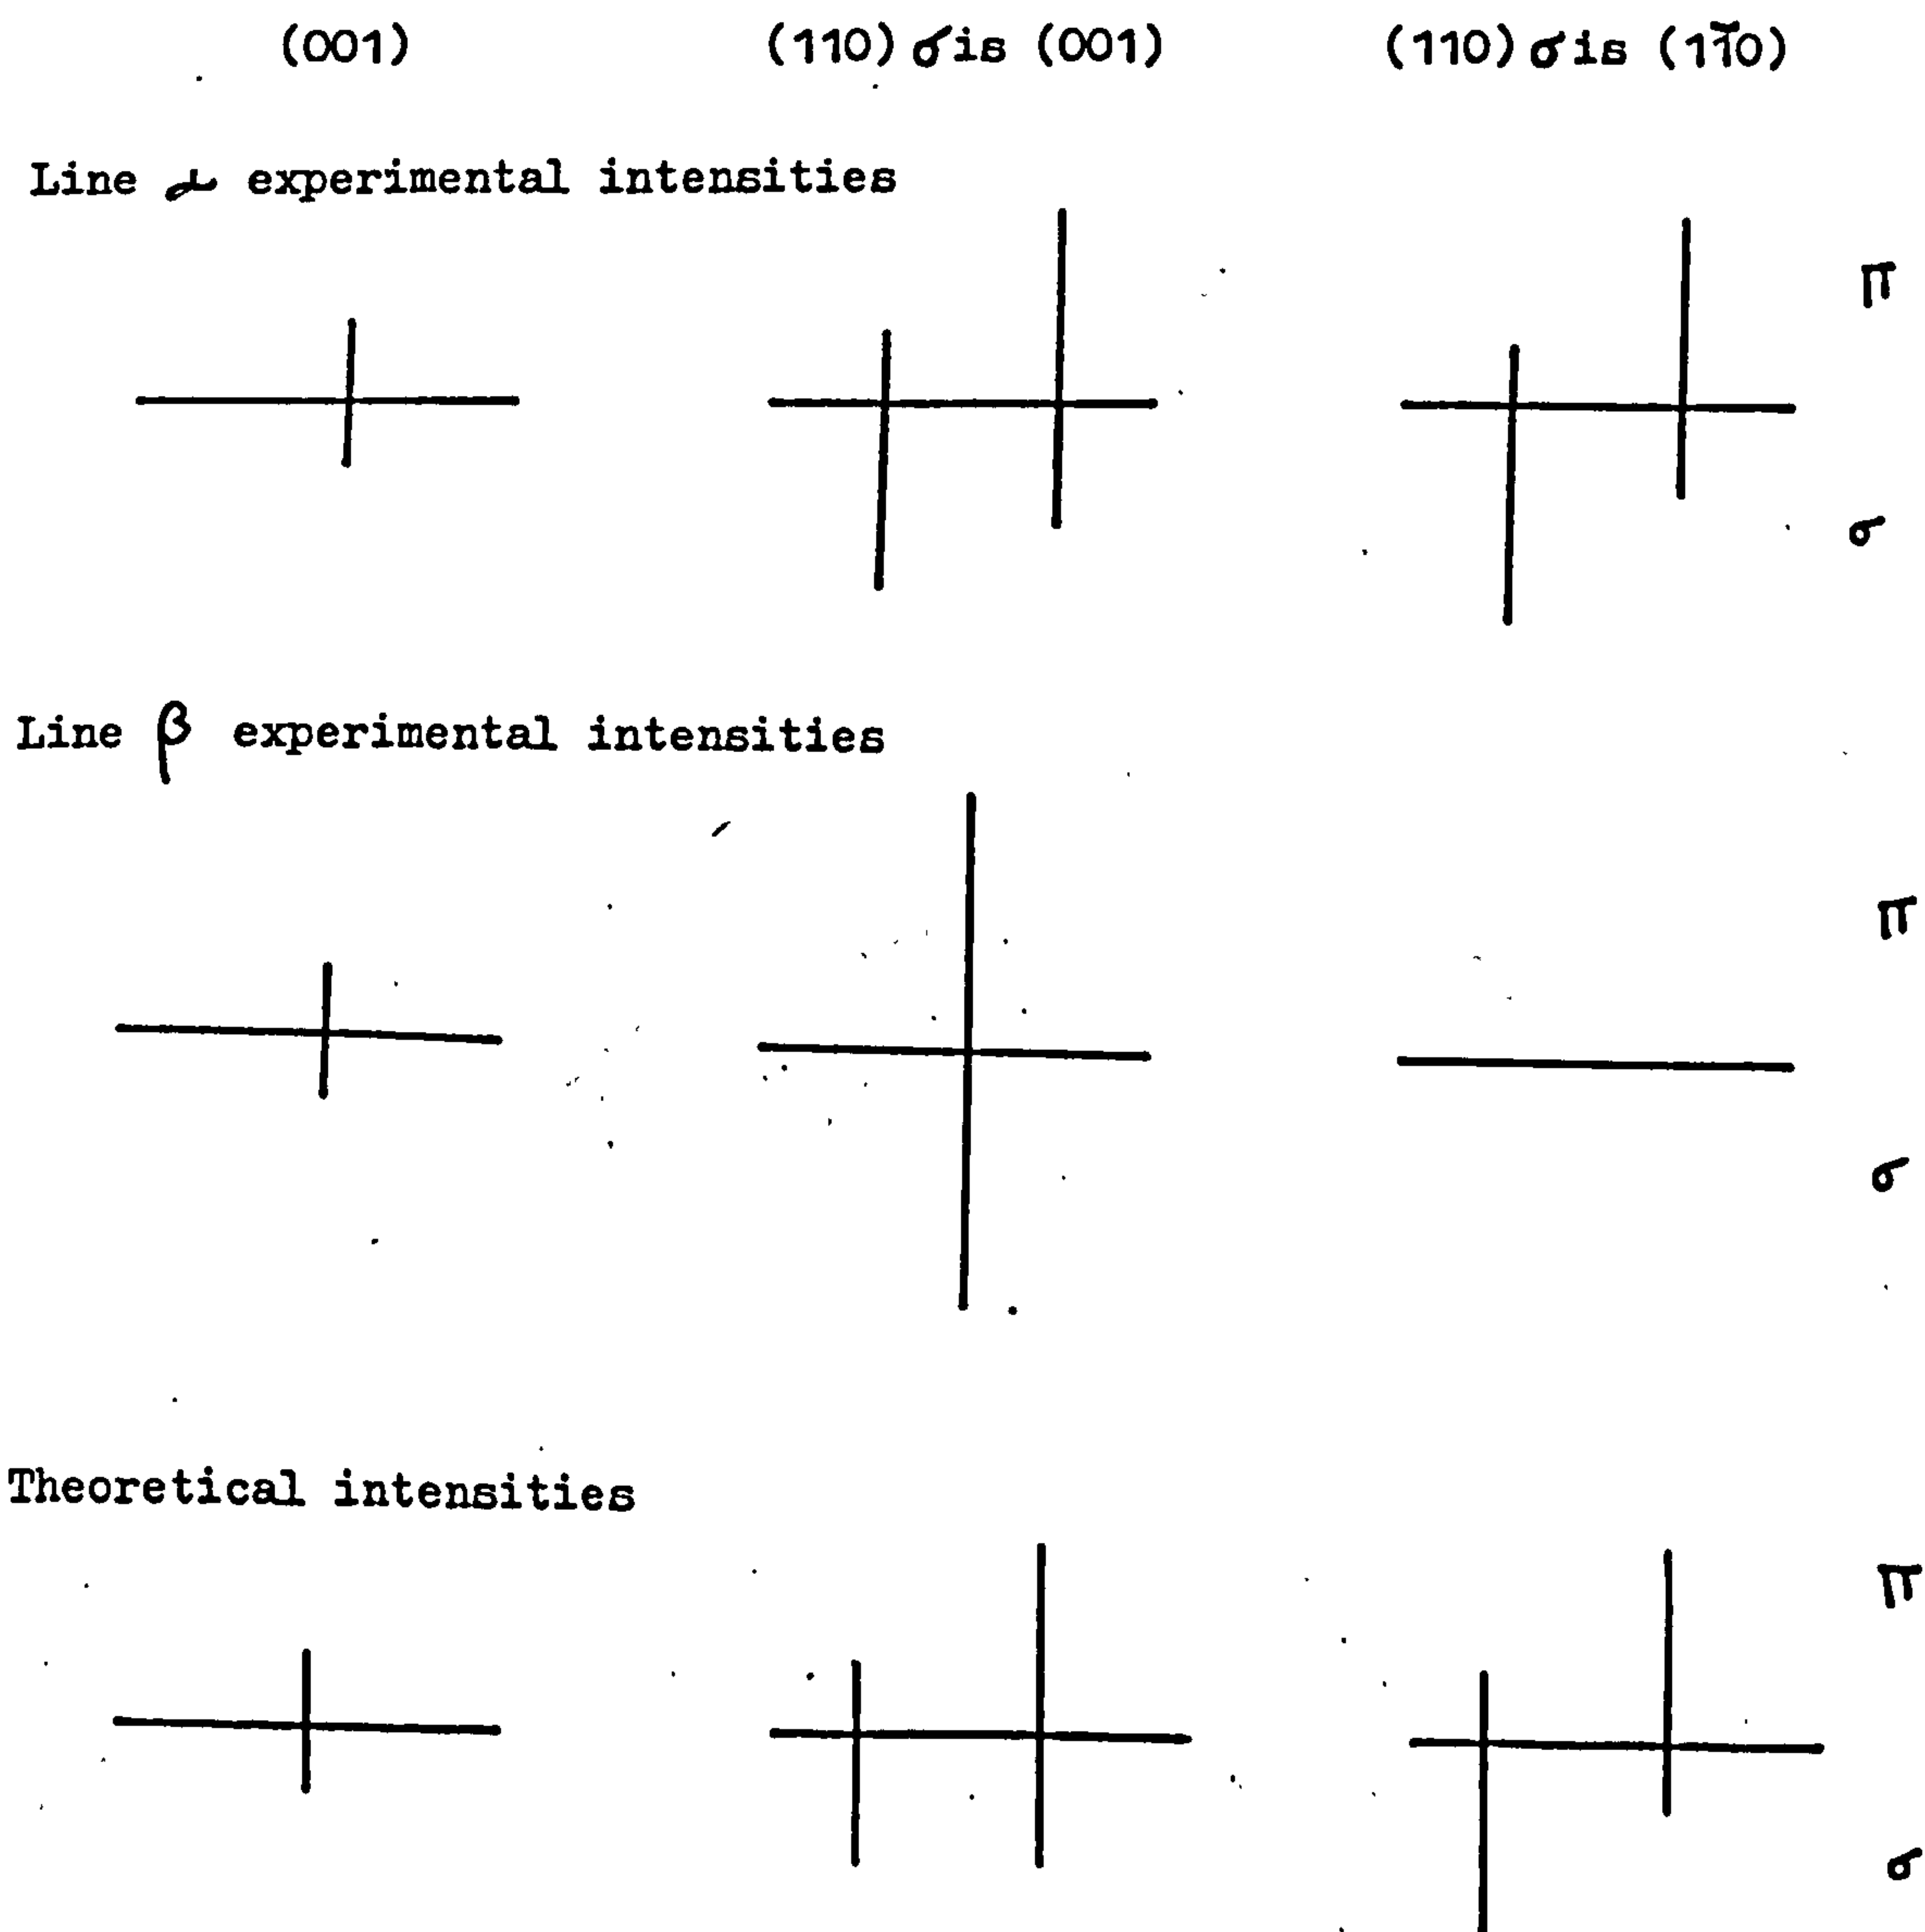 (001) (110) σ is (001) (110) σ is (11̄0)
Line α experimental intensities
π
σ
Line β experimental intensities
π
σ
Theoretical intensities
π
σ